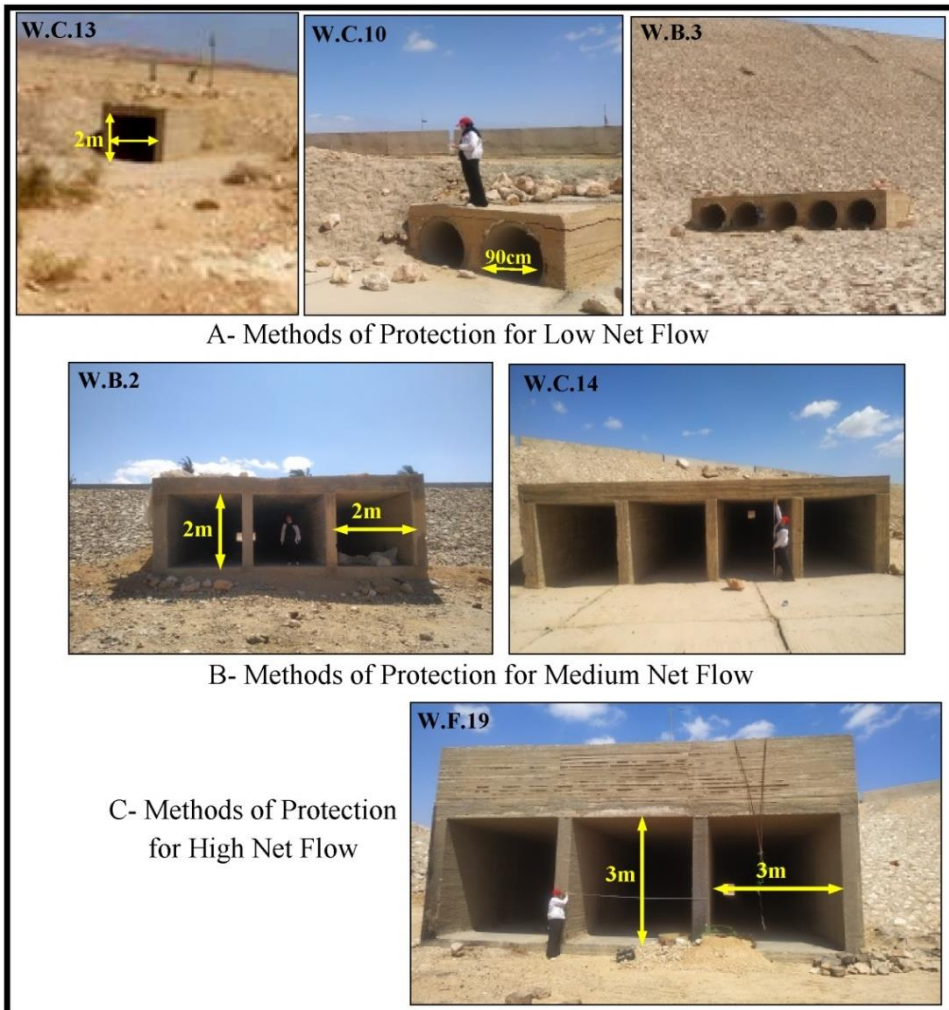 W.C.13
W.C.10
W.B.3
2m
90cm
A- Methods of Protection for Low Net Flow
W.B.2
W.C.14
2m
2m
B- Methods of Protection for Medium Net Flow
W.F.19
C- Methods of Protection
for High Net Flow
3m
3m